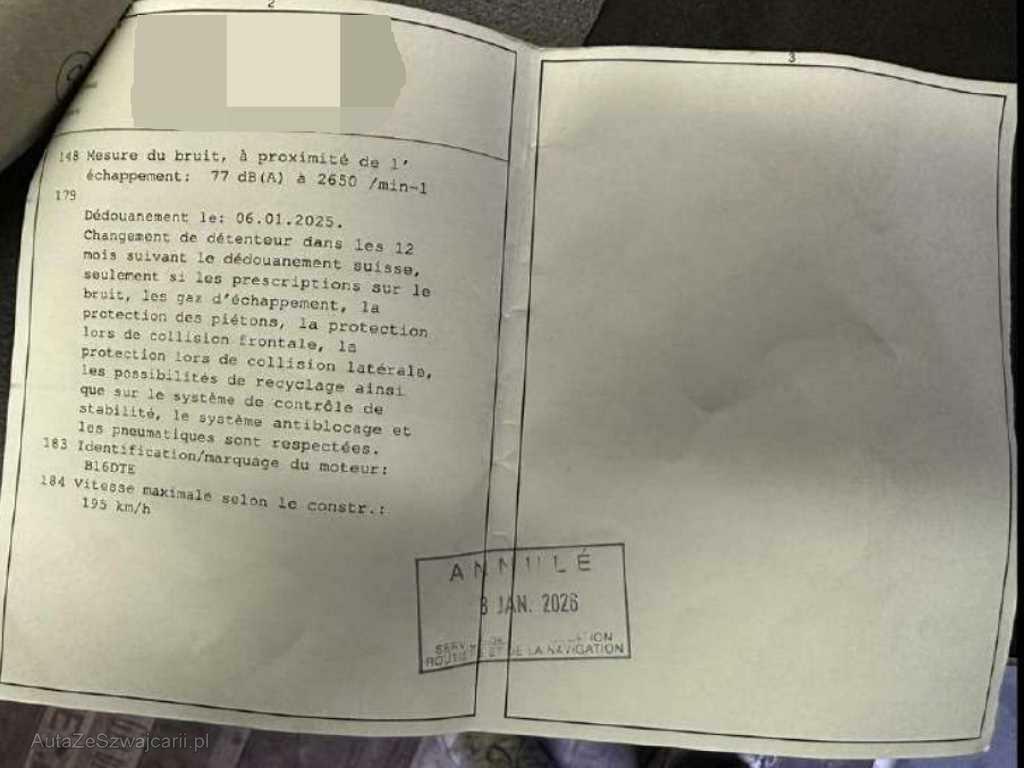 2
3
148 Mesure du bruit, à proximité de l'
échappement: 77 dB(A) à 2650 /min-1
179
Dédouanement le: 06.01.2025.
Changement de détenteur dans les 12
mois suivant le dédouanement suisse,
seulement si les prescriptions sur le
bruit, les gaz d'échappement, la
protection des piétons, la protection
lors de collision frontale, la
protection lors de collision latérale,
les possibilités de recyclage ainsi
que sur le système de contrôle de
stabilité, le système antiblocage et
les pneumatiques sont respectées.
183 Identification/marquage du moteur:
B16DTE
184 Vitesse maximale selon le constr.:
195 km/h
ANNULÉ
8 JAN. 2026
ET DE LA NAVIGATION
AutaZeSzwajcarii.pl